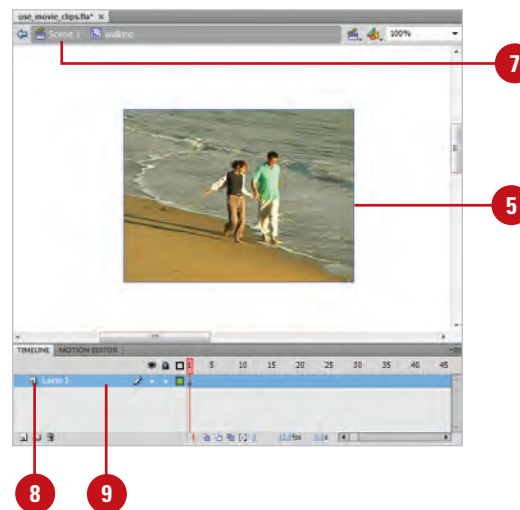 use_movie_clips.fla* ×
Scene 1 walking 100%
7
5
TIMELINE MOTION EDITOR
1 5 10 15 20 25 30 35 40 45
Layer 1
1
8 9